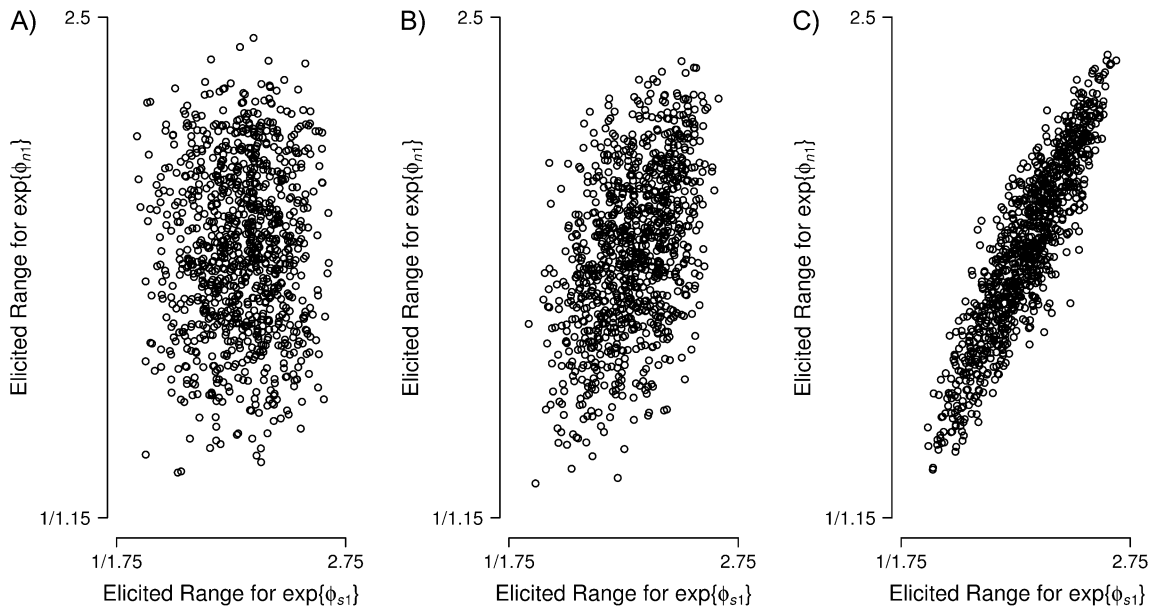 A)
2.5
Elicited Range for exp{ϕn1}
1/1.15
1/1.75
2.75
Elicited Range for exp{ϕs1}
B)
2.5
Elicited Range for exp{ϕn1}
1/1.15
1/1.75
2.75
Elicited Range for exp{ϕs1}
C)
2.5
Elicited Range for exp{ϕn1}
1/1.15
1/1.75
2.75
Elicited Range for exp{ϕs1}